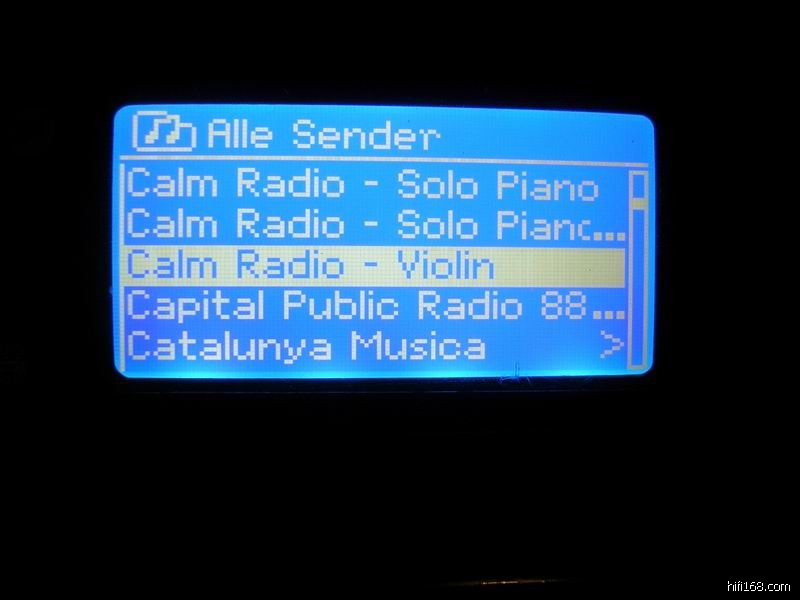 Alle Sender
Calm Radio - Solo Piano
Calm Radio - Solo Piano...
Calm Radio - Violin
Capital Public Radio 88...
Catalunya Musica >
hifi168.com